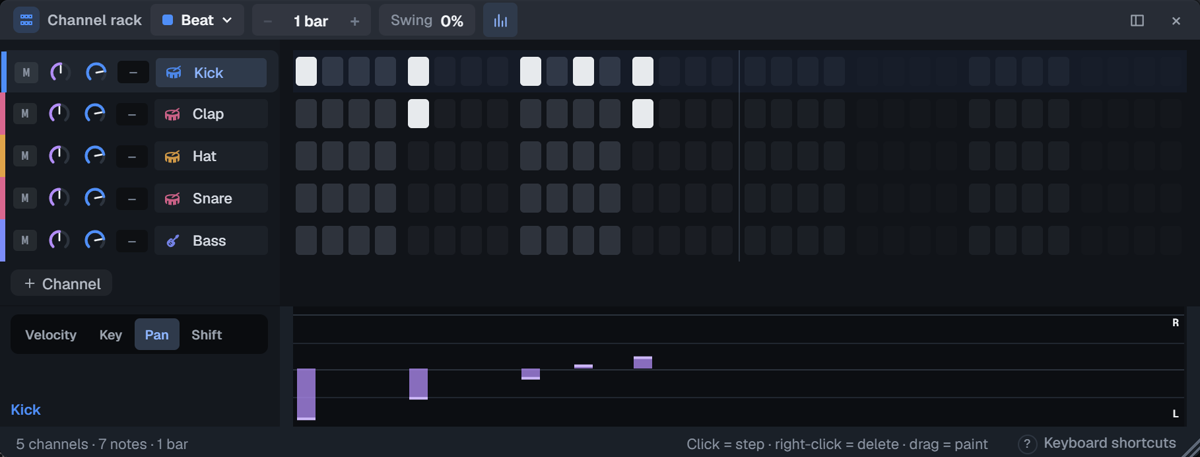 Channel rack Beat − 1 bar + Swing 0%
M – Kick
M – Clap
M – Hat
M – Snare
M – Bass
+ Channel
Velocity Key Pan Shift
R
Kick
L
5 channels · 7 notes · 1 bar
Click = step · right-click = delete · drag = paint
? Keyboard shortcuts